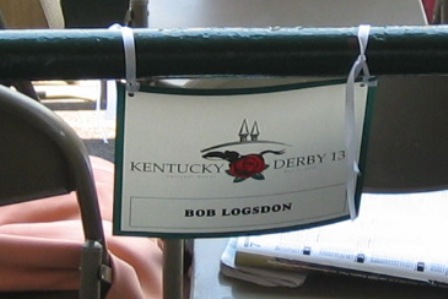 KENTUCKY DERBY 13
BOB LOGSDON